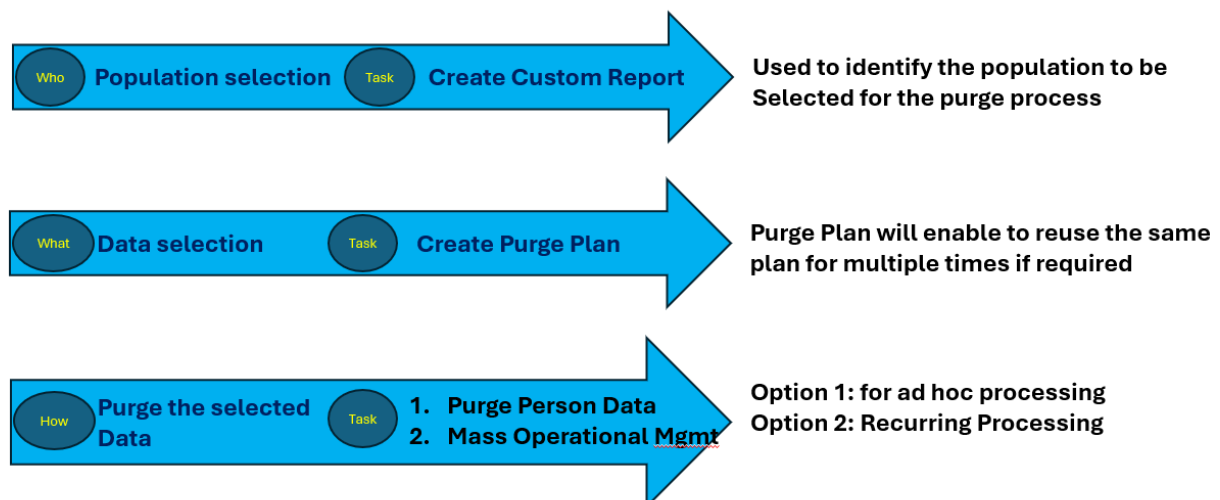 Who Population selection Task Create Custom Report
Used to identify the population to be
Selected for the purge process
What Data selection Task Create Purge Plan
Purge Plan will enable to reuse the same
plan for multiple times if required
How Purge the selected
Data
Task
1. Purge Person Data
2. Mass Operational Mgmt
Option 1: for ad hoc processing
Option 2: Recurring Processing